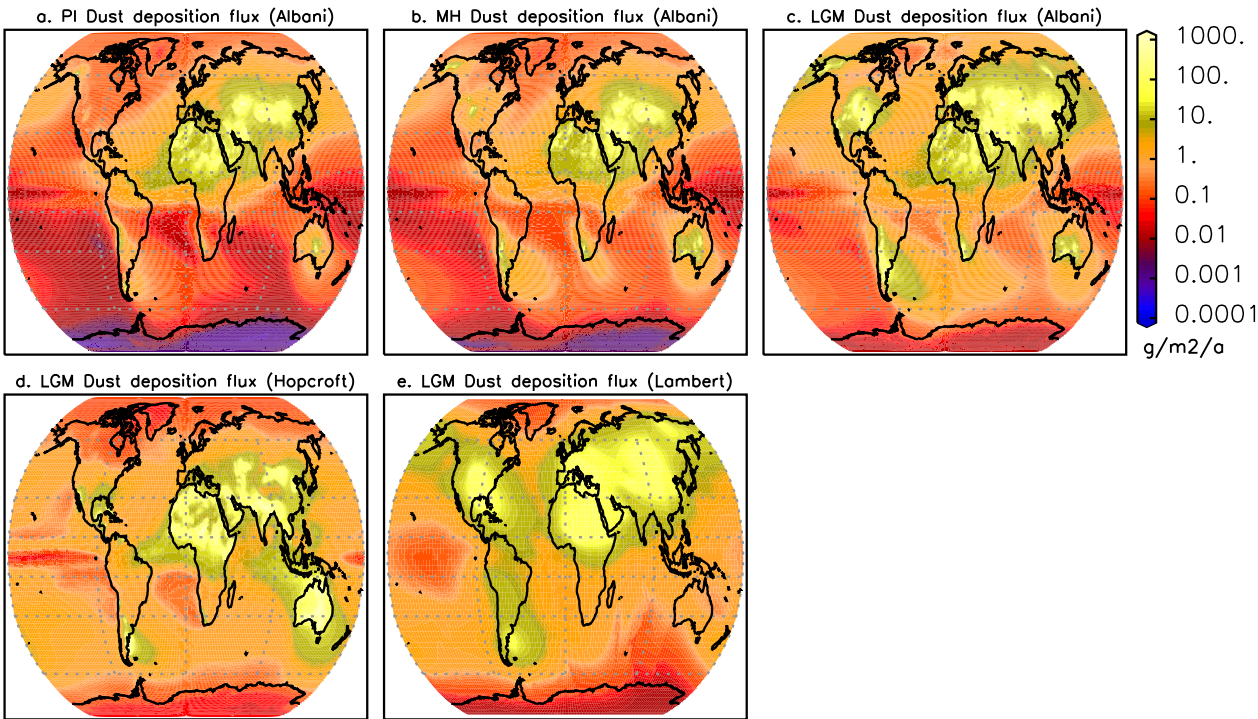 a. PI Dust deposition flux (Albani)
b. MH Dust deposition flux (Albani)
c. LGM Dust deposition flux (Albani)
1000.
100.
10.
1.
0.1
0.01
0.001
0.0001
g/m2/a
d. LGM Dust deposition flux (Hopcroft)
e. LGM Dust deposition flux (Lambert)